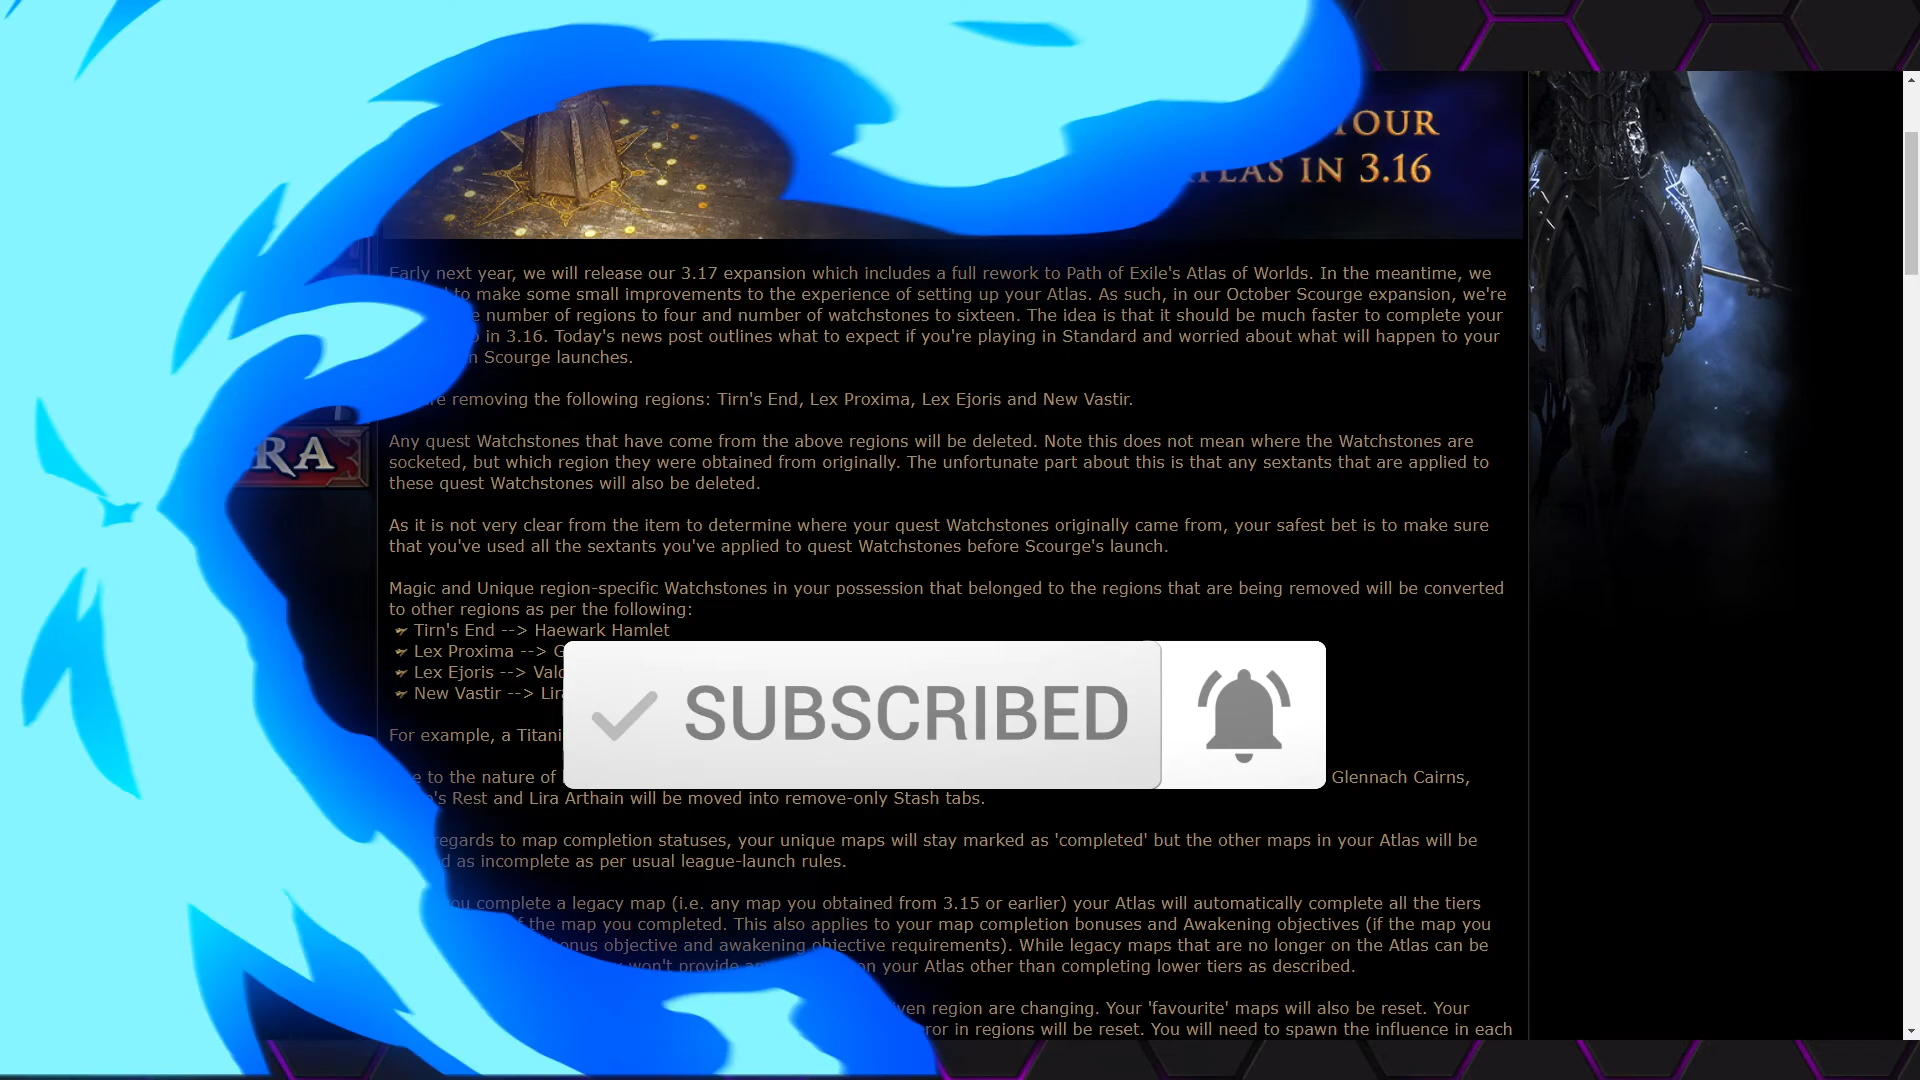 YOUR
ATLAS IN 3.16
Early next year, we will release our 3.17 expansion which includes a full rework to Path of Exile's Atlas of Worlds. In the meantime, we
to make some small improvements to the experience of setting up your Atlas. As such, in our October Scourge expansion, we're
number of regions to four and number of watchstones to sixteen. The idea is that it should be much faster to complete your
in 3.16. Today's news post outlines what to expect if you're playing in Standard and worried about what will happen to your
Scourge launches.
removing the following regions: Tirn's End, Lex Proxima, Lex Ejoris and New Vastir.
RA
Any quest Watchstones that have come from the above regions will be deleted. Note this does not mean where the Watchstones are
socketed, but which region they were obtained from originally. The unfortunate part about this is that any sextants that are applied to
these quest Watchstones will also be deleted.
As it is not very clear from the item to determine where your quest Watchstones originally came from, your safest bet is to make sure
that you've used all the sextants you've applied to quest Watchstones before Scourge's launch.
Magic and Unique region-specific Watchstones in your possession that belonged to the regions that are being removed will be converted
to other regions as per the following:
Tirn's End --> Haewark Hamlet
Lex Proxima --> G
Lex Ejoris --> Vald
New Vastir --> Lira
SUBSCRIBED
For example, a Titani
to the nature of
Glennach Cairns,
Rest and Lira Arthain will be moved into remove-only Stash tabs.
regards to map completion statuses, your unique maps will stay marked as 'completed' but the other maps in your Atlas will be
as incomplete as per usual league-launch rules.
you complete a legacy map (i.e. any map you obtained from 3.15 or earlier) your Atlas will automatically complete all the tiers
the map you completed. This also applies to your map completion bonuses and Awakening objectives (if the map you
bonus objective and awakening objective requirements). While legacy maps that are no longer on the Atlas can be
won't provide on your Atlas other than completing lower tiers as described.
region are changing. Your 'favourite' maps will also be reset. Your
in regions will be reset. You will need to spawn the influence in each